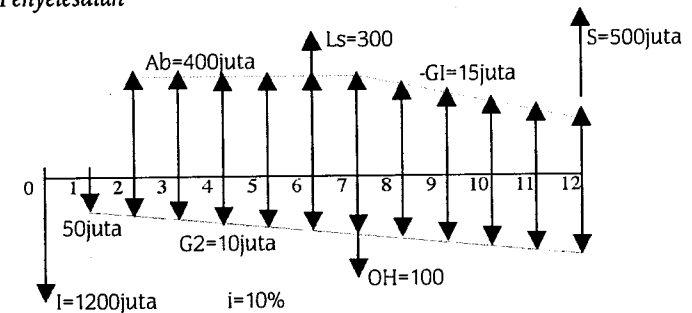 Penyelesaian
Ls=300
S=500juta
Ab=400juta
-GI=15juta
0 1 2 3 4 5 6 7 8 9 10 11 12
50juta
G2=10juta
OH=100
I=1200juta i=10%